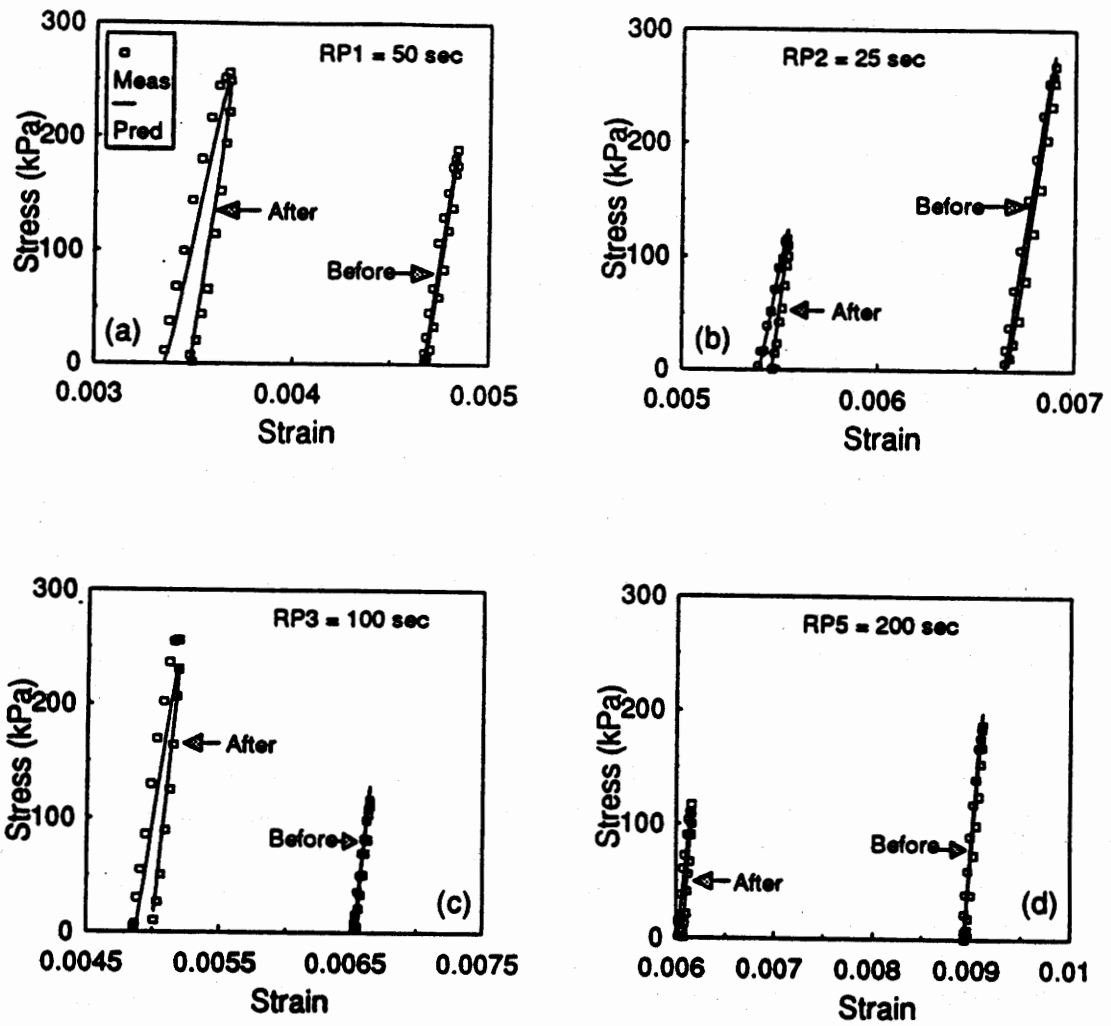 300
200
100
0
Stress (kPa)
Meas
Pred
RP1 = 50 sec
After
Before
(a)
0.003
0.004
0.005
Strain
300
200
100
0
Stress (kPa)
RP2 = 25 sec
Before
After
(b)
0.005
0.006
0.007
Strain
300
200
100
0
Stress (kPa)
RP3 = 100 sec
After
Before
(c)
0.0045
0.0055
0.0065
0.0075
Strain
300
200
100
0
Stress (kPa)
RP5 = 200 sec
Before
After
(d)
0.006
0.007
0.008
0.009
0.01
Strain